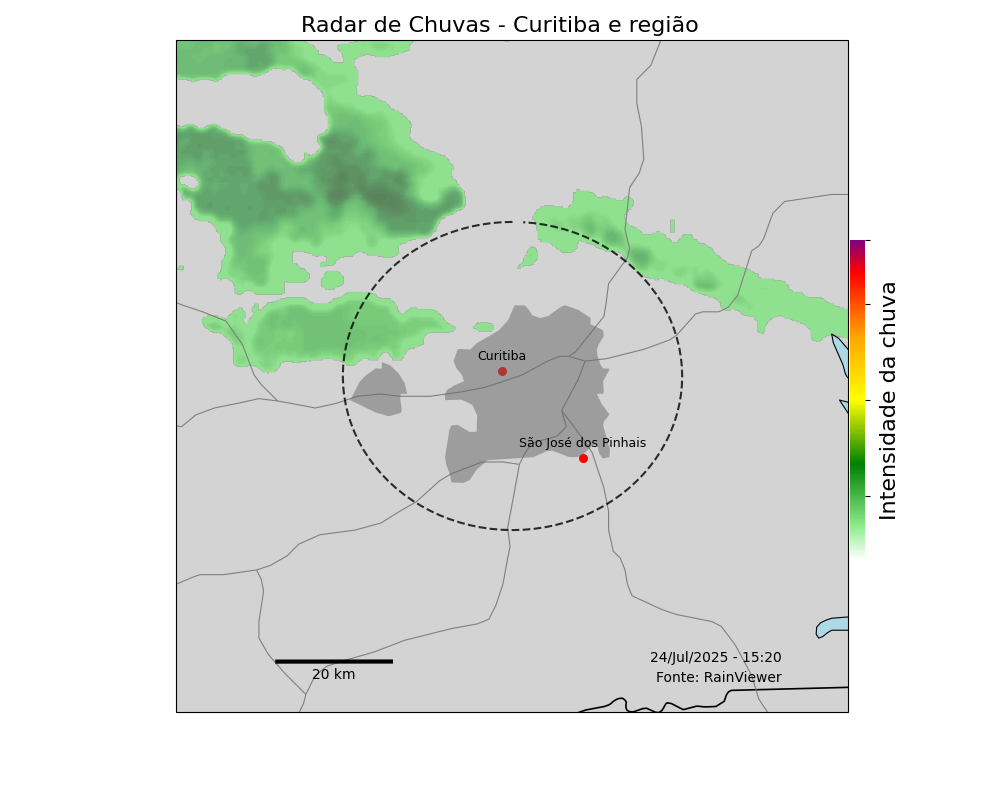 Radar de Chuvas - Curitiba e região
Curitiba
São José dos Pinhais
Intensidade da chuva
24/Jul/2025 - 15:20
Fonte: RainViewer
20 km